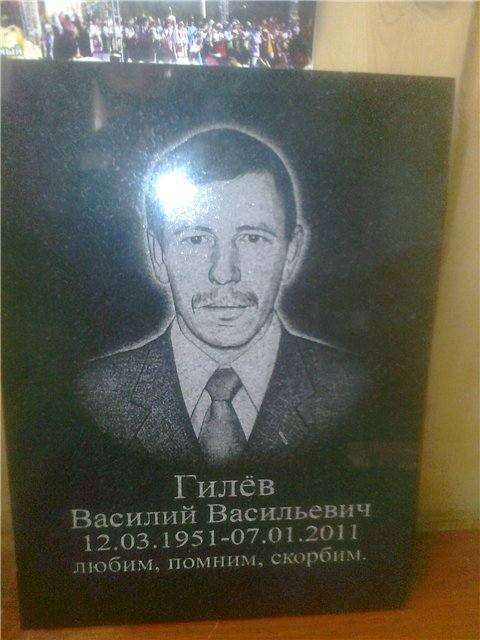 Гилёв
Василий Васильевич
12.03.1951-07.01.2011
любим, помним, скорбим.